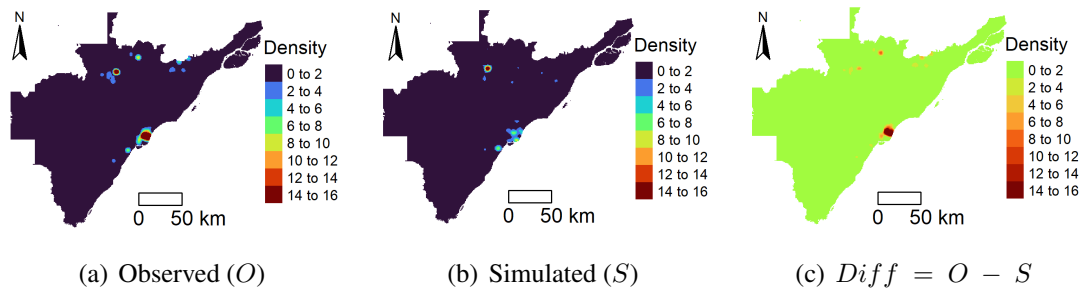 N
Density
0 to 2
2 to 4
4 to 6
6 to 8
8 to 10
10 to 12
12 to 14
14 to 16
0 50 km
(a) Observed (O)
N
Density
0 to 2
2 to 4
4 to 6
6 to 8
8 to 10
10 to 12
12 to 14
14 to 16
0 50 km
(b) Simulated (S)
N
Density
0 to 2
2 to 4
4 to 6
6 to 8
8 to 10
10 to 12
12 to 14
14 to 16
0 50 km
(c) Diff = O − S